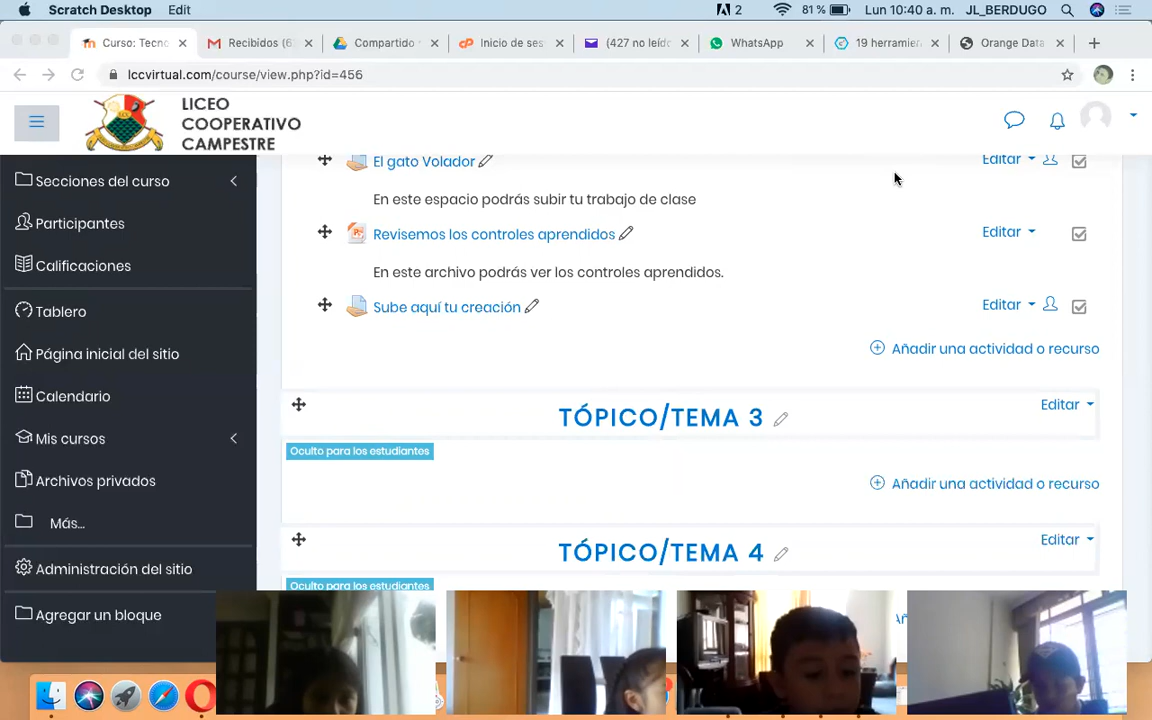 Scratch Desktop Edit 2 81 % Lun 10:40 a. m. JL_BERDUGO
Curso: Tecno Recibidos (6 Compartido Inicio de ses (427 no leído WhatsApp 19 herramier Orange Data
lccvirtual.com/course/view.php?id=456
LICEO
COOPERATIVO
CAMPESTRE
Secciones del curso
Participantes
Calificaciones
Tablero
Página inicial del sitio
Calendario
Mis cursos
Archivos privados
Más...
Administración del sitio
Agregar un bloque
El gato Volador Editar
En este espacio podrás subir tu trabajo de clase
Revisemos los controles aprendidos Editar
En este archivo podrás ver los controles aprendidos.
Sube aquí tu creación Editar
Añadir una actividad o recurso
TÓPICO/TEMA 3 Editar
Oculto para los estudiantes
Añadir una actividad o recurso
TÓPICO/TEMA 4 Editar
Oculto para los estudiantes